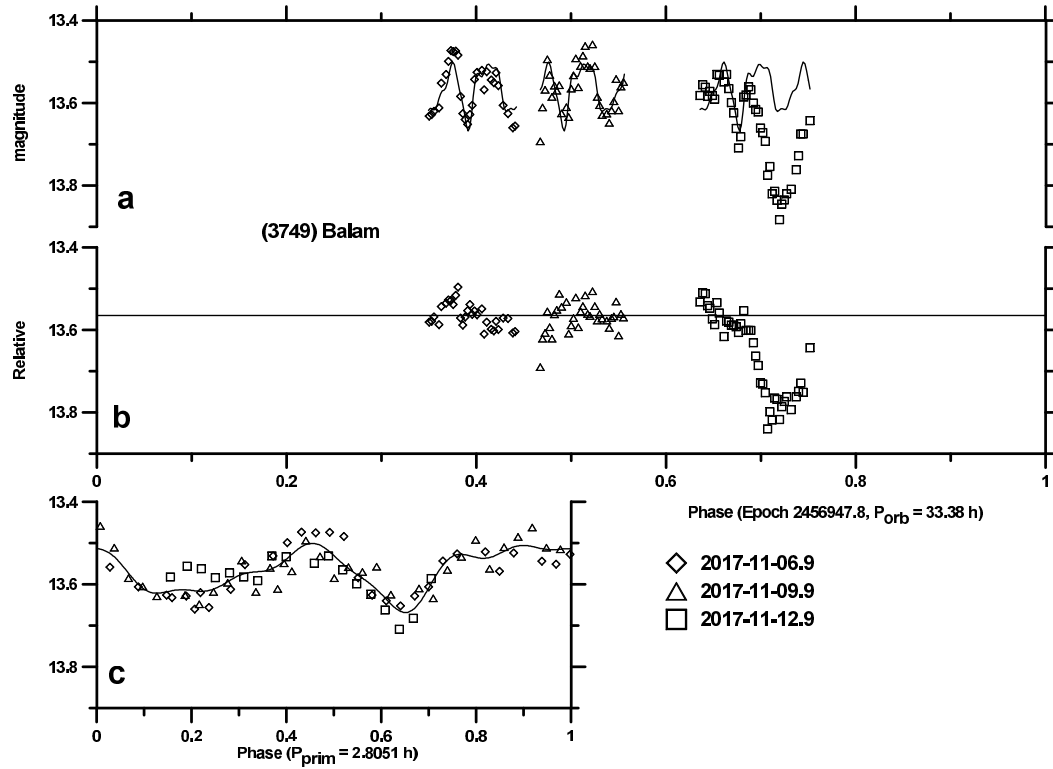 13.4
13.6
13.8
magnitude
a
(3749) Balam
13.4
13.6
13.8
Relative
b
0 0.2 0.4 0.6 0.8 1
Phase (Epoch 2456947.8, Porb = 33.38 h)
13.4
13.6
13.8
c
0 0.2 0.4 0.6 0.8 1
Phase (Pprim = 2.8051 h)
2017-11-06.9
2017-11-09.9
2017-11-12.9